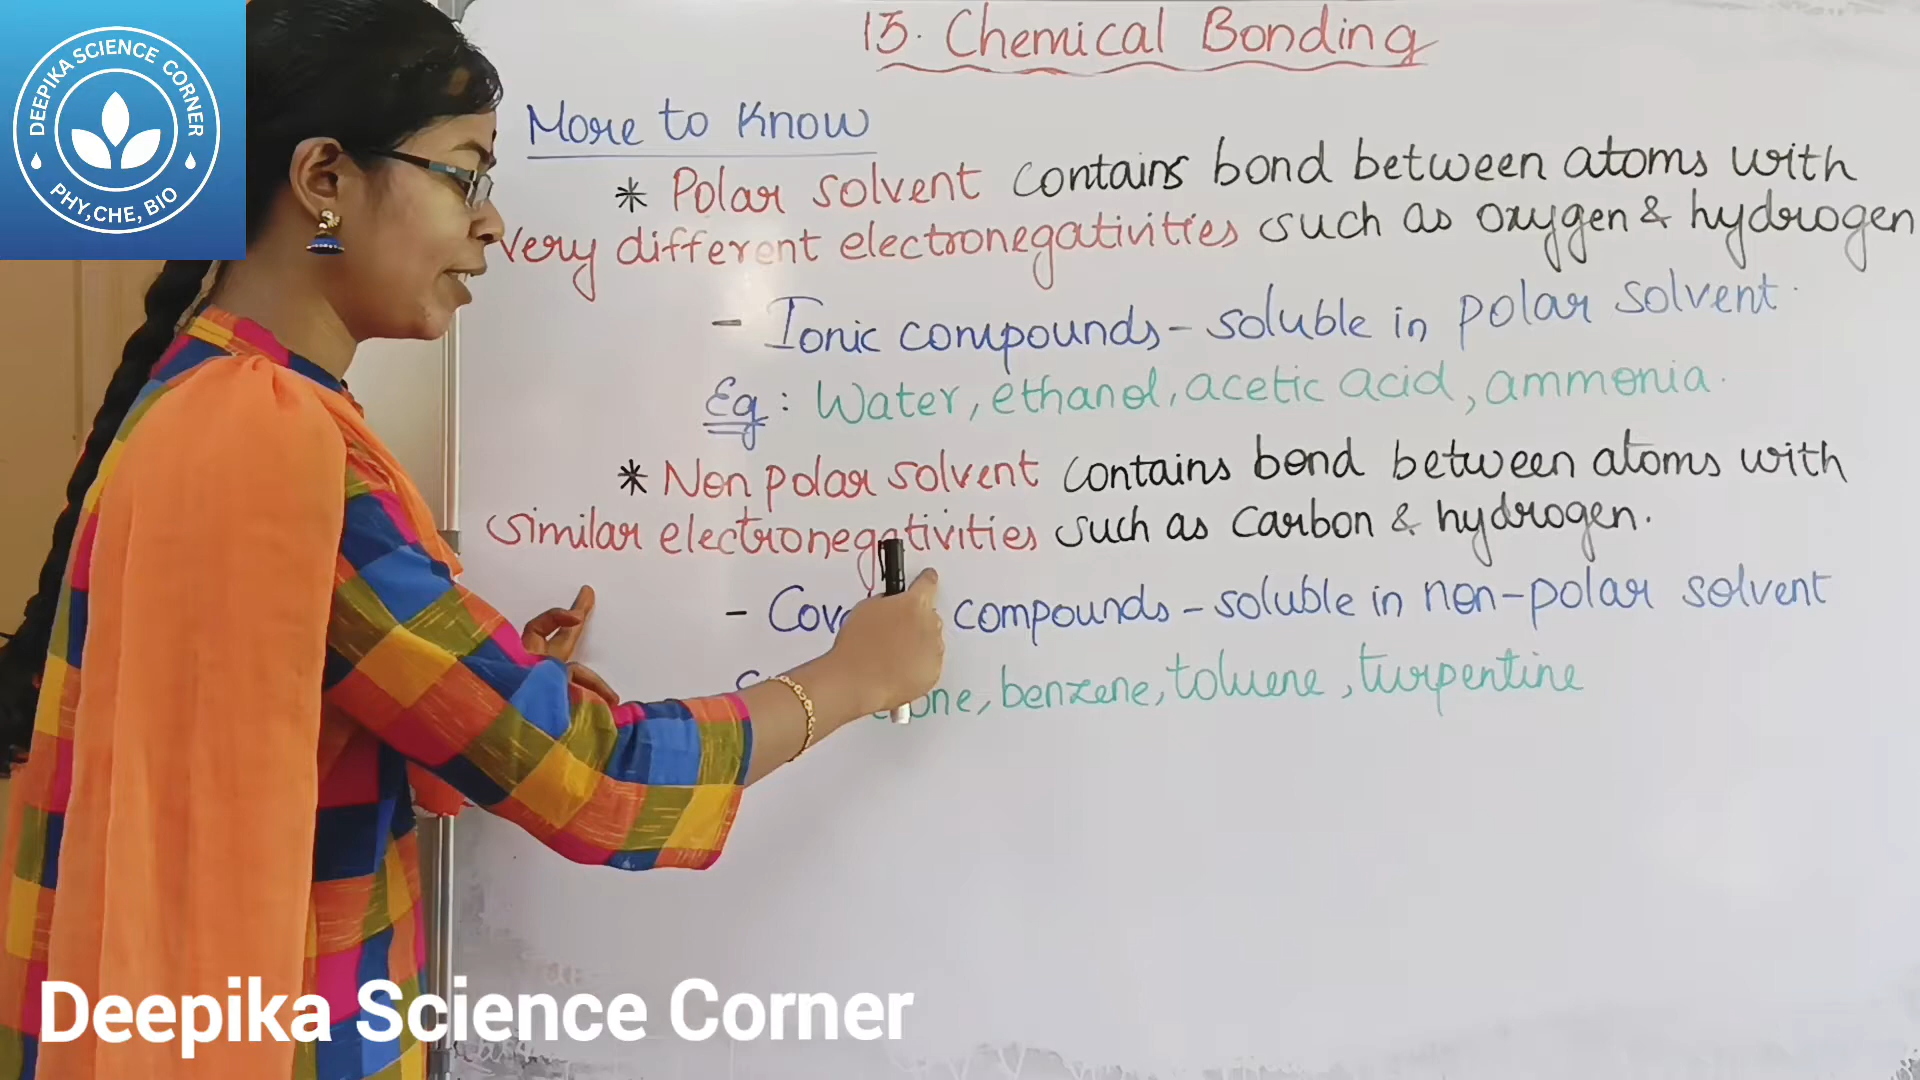 DEEPIKA SCIENCE CORNER
PHY, CHE, BIO
13. Chemical Bonding
More to Know
* Polar solvent contains bond between atoms with
very different electronegativities such as oxygen & hydrogen
- Ionic compounds - soluble in polar solvent.
Eg: Water, ethanol, acetic acid, ammonia.
* Non polar solvent contains bond between atoms with
similar electronegativities such as carbon & hydrogen.
- compounds - soluble in non-polar solvent
benzene, toluene, turpentine
Deepika Science Corner